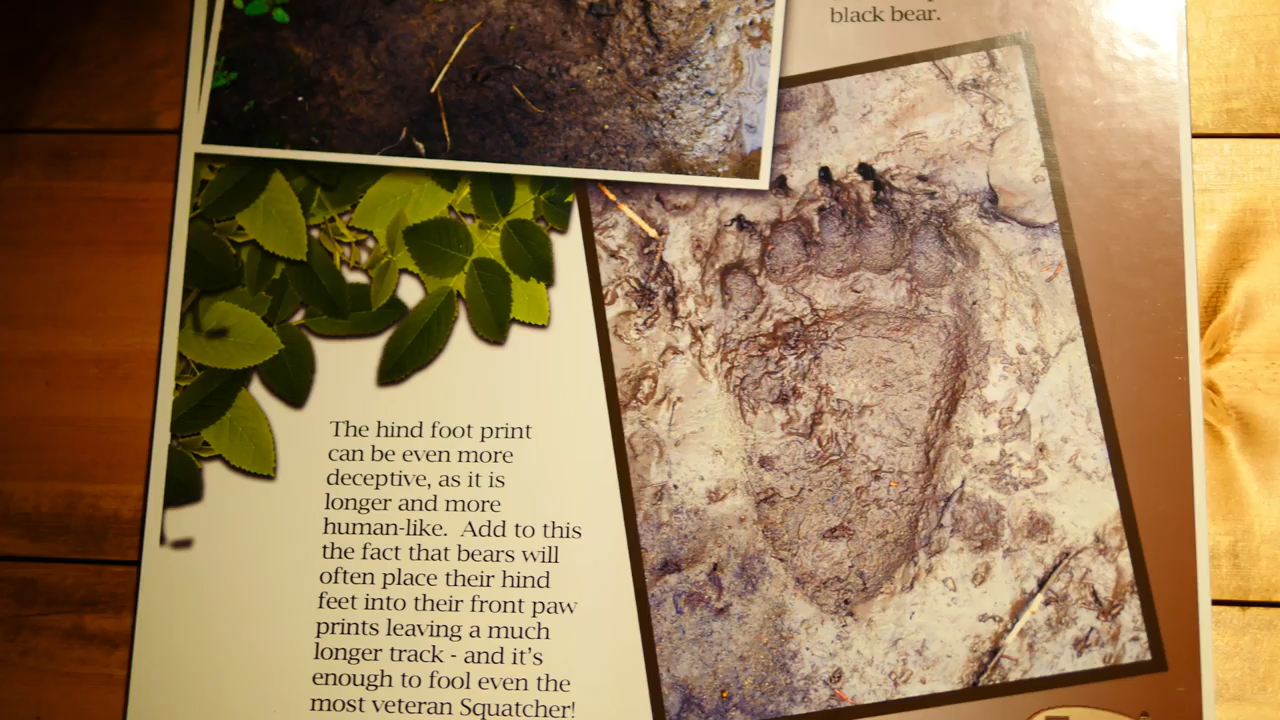 black bear.
The hind foot print
can be even more
deceptive, as it is
longer and more
human-like.  Add to this
the fact that bears will
often place their hind
feet into their front paw
prints leaving a much
longer track - and it's
enough to fool even the
most veteran Squatcher!